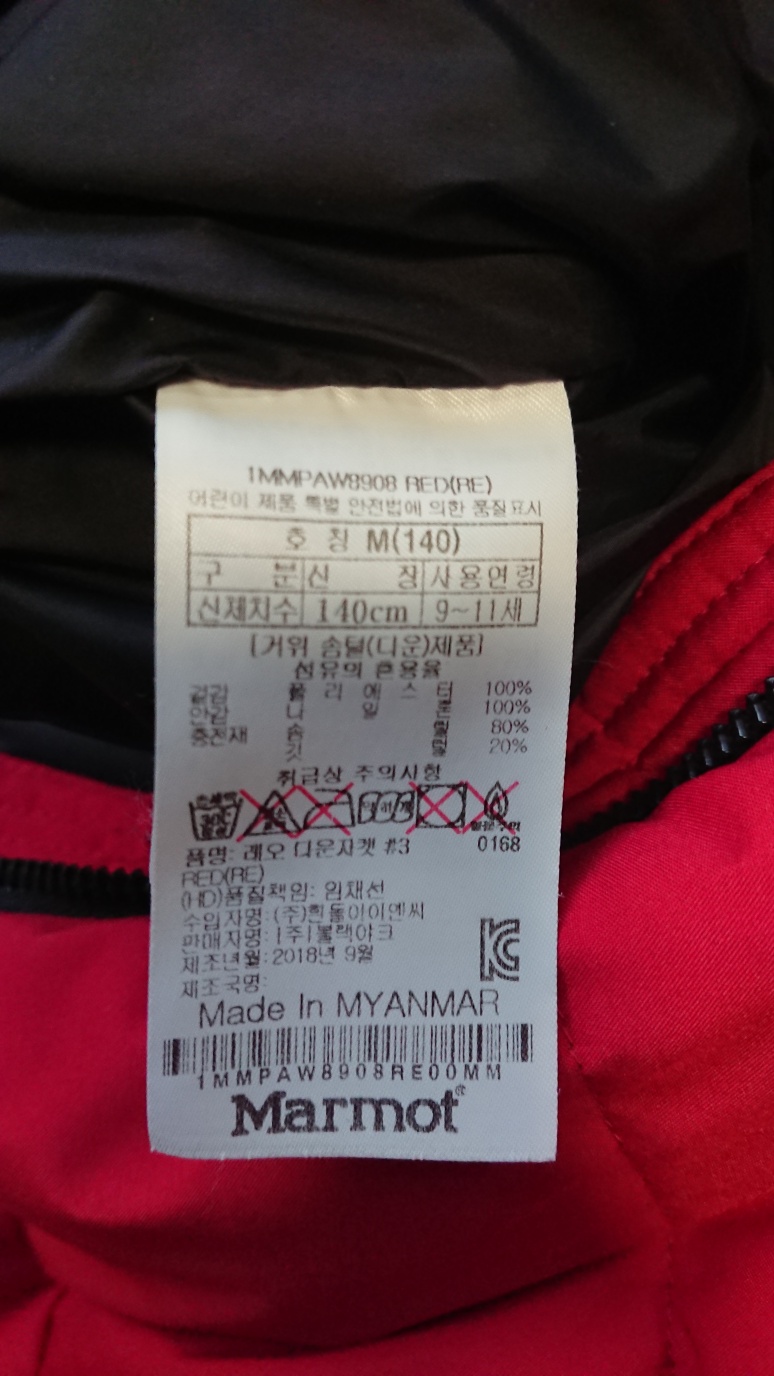 1MMPAW8908 RED(RE)
어린이 제품 특별 안전법에 의한 품질표시
호 칭 M(140)
구 분 신 장 사용연령
신체치수 140cm 9~11세
[거위 솜털(다운)제품]
섬유의 혼용율
겉감 폴 리 에 스 터 100%
안감 나 일 론 100%
충전재 솜 털 80%
깃 털 20%
취급상 주의사항
손세탁
30℃
중성
0168
품명: 레오 다운자켓 #3
RED(RE)
(HD)품질책임: 임채선
수입자명: (주)흰돌아이엔씨
판매자명: (주)블랙야크
제조년월: 2018년 9월
제조국명:
Made In MYANMAR
1MMPAW8908RE00MM
Marmot®